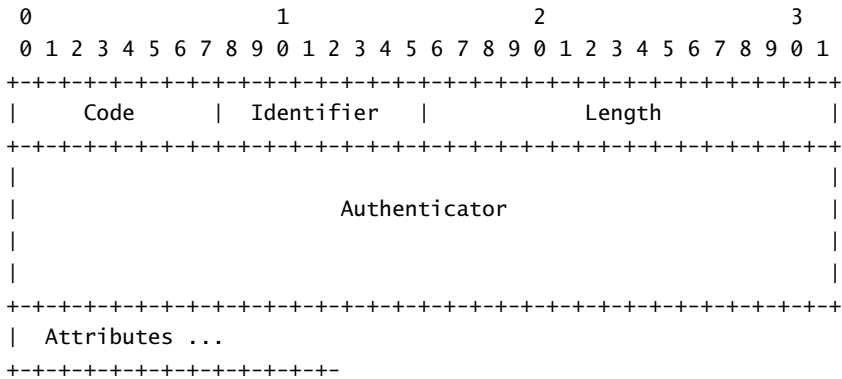 0                   1                   2                   3
 0 1 2 3 4 5 6 7 8 9 0 1 2 3 4 5 6 7 8 9 0 1 2 3 4 5 6 7 8 9 0 1
+-+-+-+-+-+-+-+-+-+-+-+-+-+-+-+-+-+-+-+-+-+-+-+-+-+-+-+-+-+-+-+-+
|     Code      |  Identifier   |            Length             |
+-+-+-+-+-+-+-+-+-+-+-+-+-+-+-+-+-+-+-+-+-+-+-+-+-+-+-+-+-+-+-+-+
|                                                               |
|                         Authenticator                         |
|                                                               |
|                                                               |
+-+-+-+-+-+-+-+-+-+-+-+-+-+-+-+-+-+-+-+-+-+-+-+-+-+-+-+-+-+-+-+-+
|  Attributes ...
+-+-+-+-+-+-+-+-+-+-+-+-+-